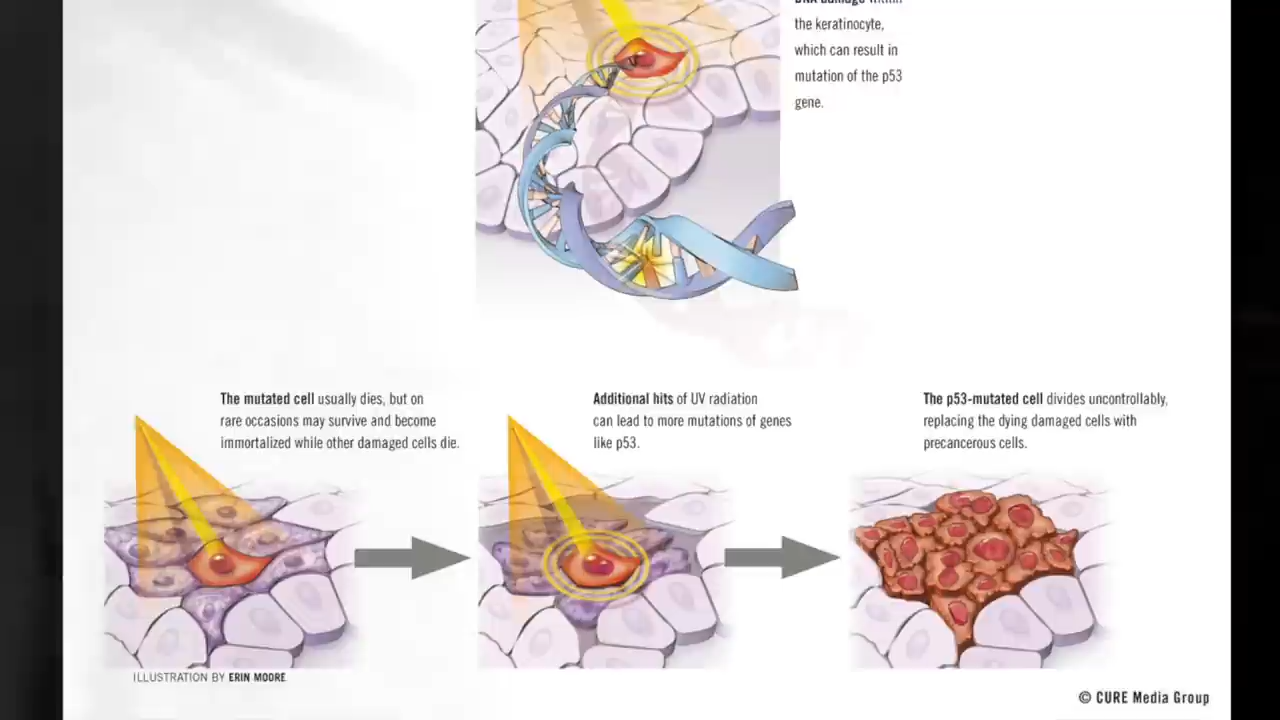 DNA damage within
the keratinocyte,
which can result in
mutation of the p53
gene.
The mutated cell usually dies, but on
rare occasions may survive and become
immortalized while other damaged cells die.
Additional hits of UV radiation
can lead to more mutations of genes
like p53.
The p53-mutated cell divides uncontrollably,
replacing the dying damaged cells with
precancerous cells.
ILLUSTRATION BY ERIN MOORE
© CURE Media Group